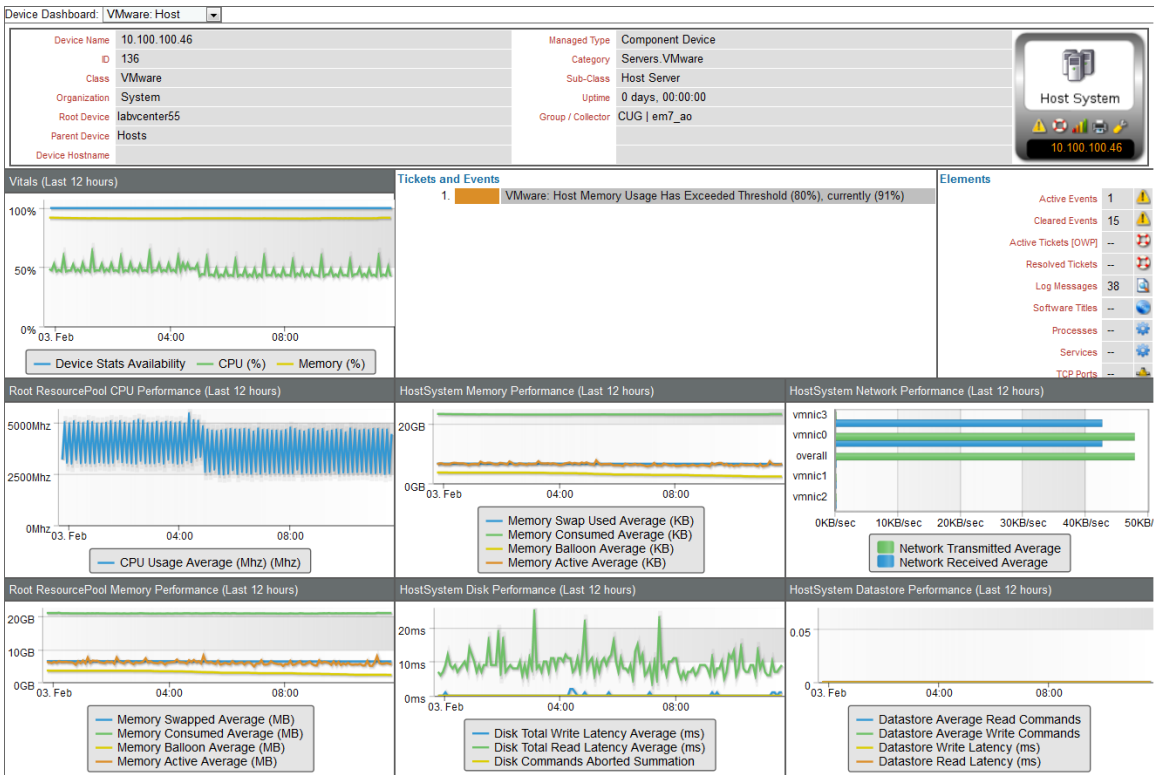 Device Dashboard: VMware: Host
Device Name 10.100.100.46 Managed Type Component Device
ID 136 Category Servers.VMware
Class VMware Sub-Class Host Server
Organization System Uptime 0 days, 00:00:00
Root Device labvcenter55 Group / Collector CUG | em7_ao
Parent Device Hosts
Device Hostname
Host System
10.100.100.46
Vitals (Last 12 hours)
100%
50%
0%
03. Feb 04:00 08:00
Device Stats Availability CPU (%) Memory (%)
Tickets and Events
1. VMware: Host Memory Usage Has Exceeded Threshold (80%), currently (91%)
Elements
Active Events 1
Cleared Events 15
Active Tickets [OWP] --
Resolved Tickets --
Log Messages 38
Software Titles --
Processes --
Services --
TCP Ports --
Root ResourcePool CPU Performance (Last 12 hours)
5000Mhz
2500Mhz
0Mhz
03. Feb 04:00 08:00
CPU Usage Average (Mhz) (Mhz)
HostSystem Memory Performance (Last 12 hours)
20GB
0GB
03. Feb 04:00 08:00
Memory Swap Used Average (KB)
Memory Consumed Average (KB)
Memory Balloon Average (KB)
Memory Active Average (KB)
HostSystem Network Performance (Last 12 hours)
vmnic3
vmnic0
overall
vmnic1
vmnic2
0KB/sec 10KB/sec 20KB/sec 30KB/sec 40KB/sec 50KB/
Network Transmitted Average
Network Received Average
Root ResourcePool Memory Performance (Last 12 hours)
20GB
10GB
0GB
03. Feb 04:00 08:00
Memory Swapped Average (MB)
Memory Consumed Average (MB)
Memory Balloon Average (MB)
Memory Active Average (MB)
HostSystem Disk Performance (Last 12 hours)
20ms
10ms
0ms
03. Feb 04:00 08:00
Disk Total Write Latency Average (ms)
Disk Total Read Latency Average (ms)
Disk Commands Aborted Summation
HostSystem Datastore Performance (Last 12 hours)
0.05
0
03. Feb 04:00 08:00
Datastore Average Read Commands
Datastore Average Write Commands
Datastore Write Latency (ms)
Datastore Read Latency (ms)